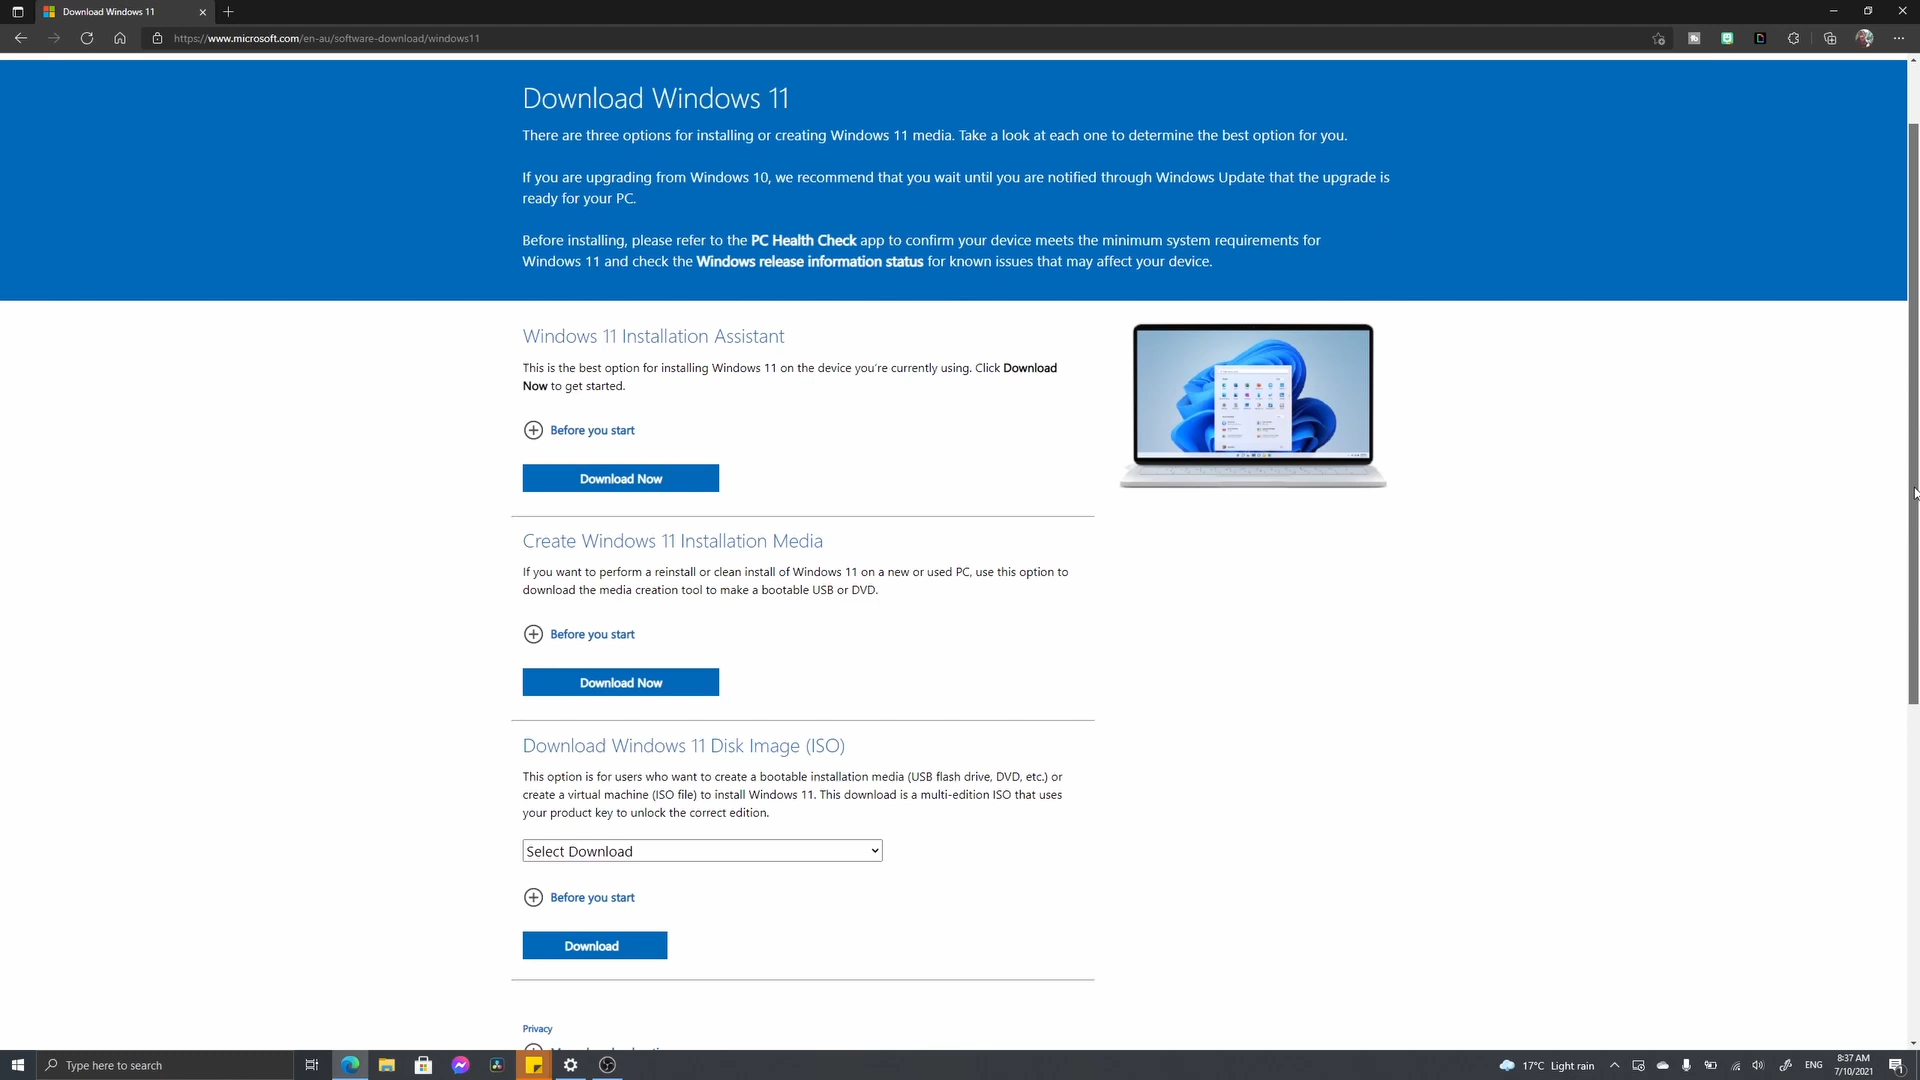 Download Windows 11
https://www.microsoft.com/en-au/software-download/windows11
Download Windows 11
There are three options for installing or creating Windows 11 media. Take a look at each one to determine the best option for you.
If you are upgrading from Windows 10, we recommend that you wait until you are notified through Windows Update that the upgrade is
ready for your PC.
Before installing, please refer to the PC Health Check app to confirm your device meets the minimum system requirements for
Windows 11 and check the Windows release information status for known issues that may affect your device.
Windows 11 Installation Assistant
This is the best option for installing Windows 11 on the device you're currently using. Click Download
Now to get started.
Before you start
Download Now
Create Windows 11 Installation Media
If you want to perform a reinstall or clean install of Windows 11 on a new or used PC, use this option to
download the media creation tool to make a bootable USB or DVD.
Before you start
Download Now
Download Windows 11 Disk Image (ISO)
This option is for users who want to create a bootable installation media (USB flash drive, DVD, etc.) or
create a virtual machine (ISO file) to install Windows 11. This download is a multi-edition ISO that uses
your product key to unlock the correct edition.
Select Download
Before you start
Download
Privacy
Type here to search
17°C Light rain
ENG
8:37 AM
7/10/2021